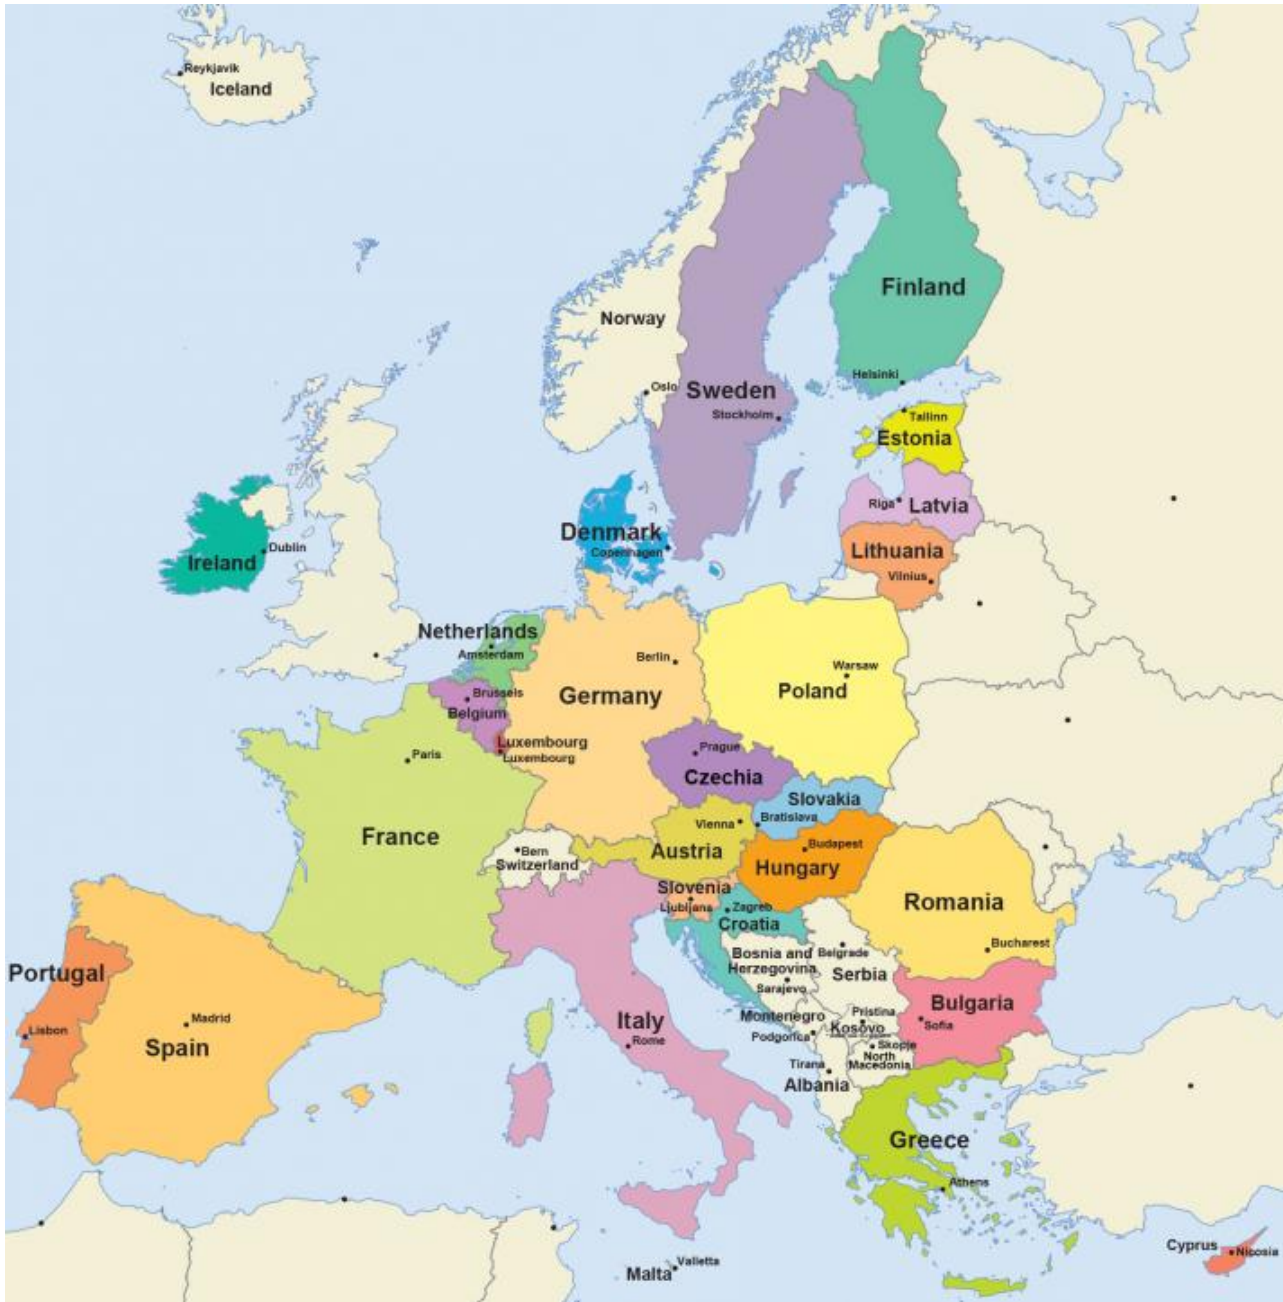 Reykjavik
Iceland
Finland
Norway
Helsinki
Oslo
Sweden
Stockholm
Tallinn
Estonia
Riga
Latvia
Denmark
Copenhagen
Dublin
Ireland
Lithuania
Vilnius
Netherlands
Amsterdam
Berlin
Warsaw
Germany
Poland
Brussels
Belgium
Luxembourg
Luxembourg
Paris
Prague
Czechia
Slovakia
Bratislava
Vienna
France
Austria
Bern
Switzerland
Budapest
Hungary
Slovenia
Ljubljana
Zagreb
Croatia
Romania
Bucharest
Bosnia and
Herzegovina
Sarajevo
Belgrade
Serbia
Portugal
Lisbon
Madrid
Spain
Italy
Rome
Montenegro
Podgorica
Pristina
Kosovo
Bulgaria
Sofia
Skopje
North
Macedonia
Tirana
Albania
Greece
Athens
Valletta
Malta
Cyprus
Nicosia